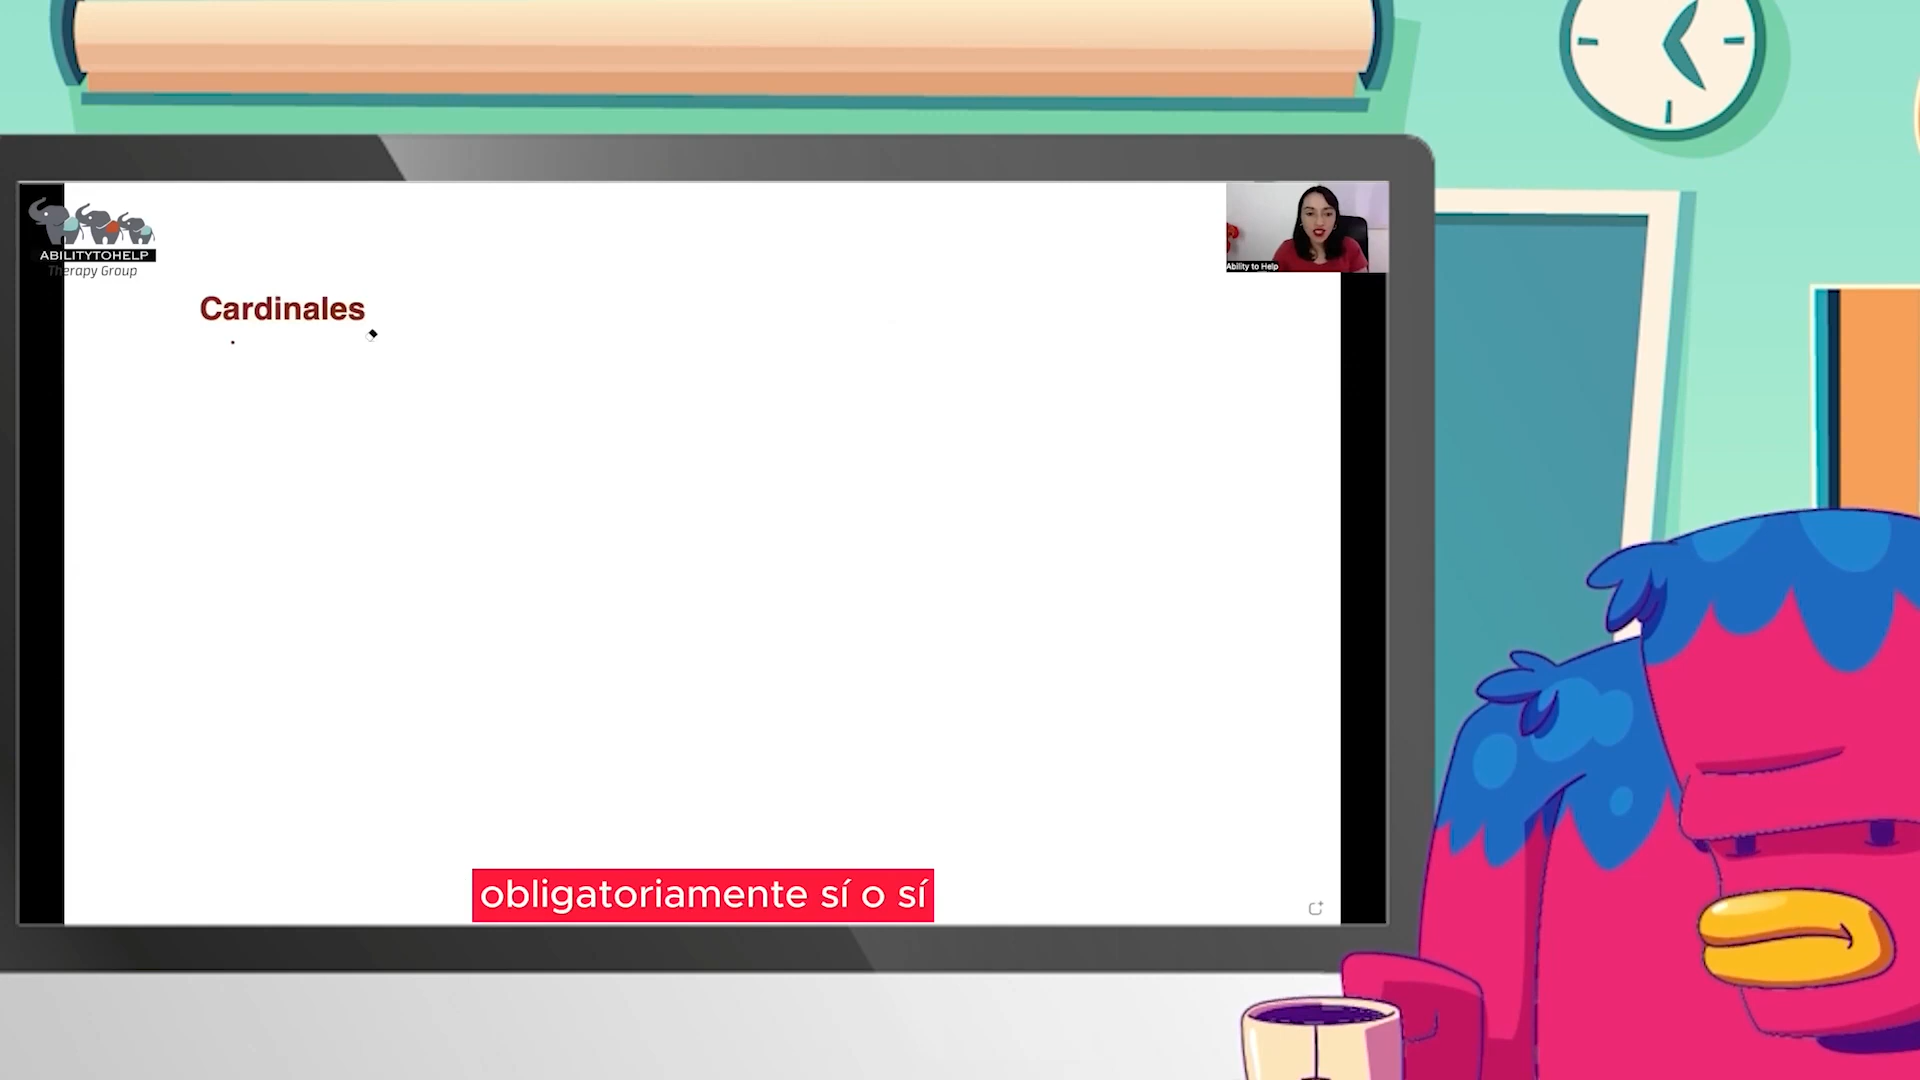 ABILITYTOHELP
Therapy Group
Ability to Help
Cardinales
obligatoriamente sí o sí